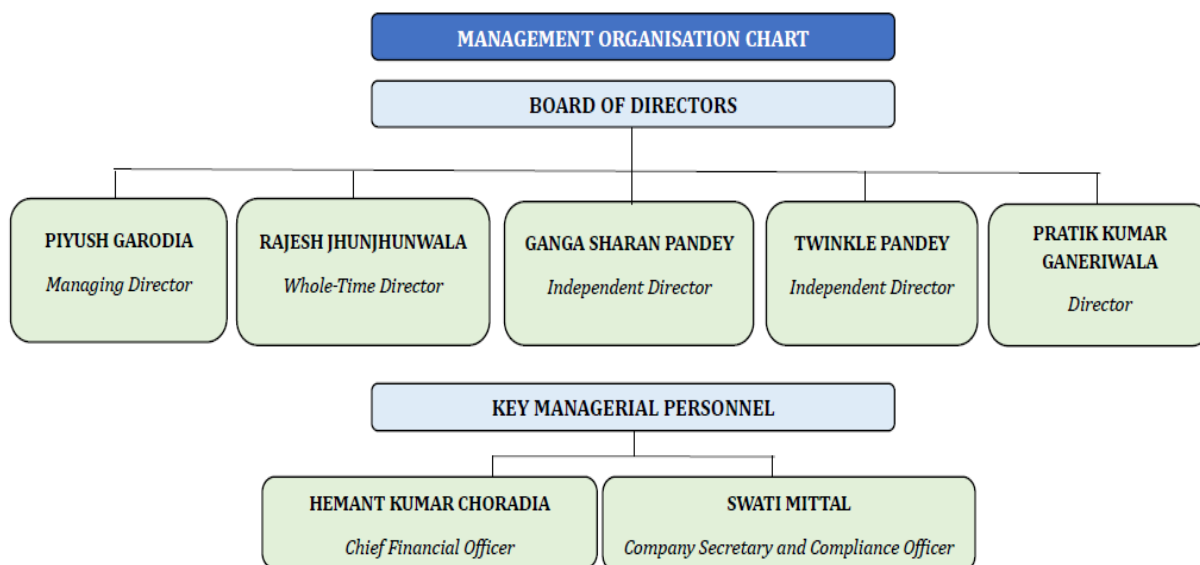 MANAGEMENT ORGANISATION CHART
BOARD OF DIRECTORS
PIYUSH GARODIA
Managing Director
RAJESH JHUNJHUNWALA
Whole-Time Director
GANGA SHARAN PANDEY
Independent Director
TWINKLE PANDEY
Independent Director
PRATIK KUMAR
GANERIWALA
Director
KEY MANAGERIAL PERSONNEL
HEMANT KUMAR CHORADIA
Chief Financial Officer
SWATI MITTAL
Company Secretary and Compliance Officer